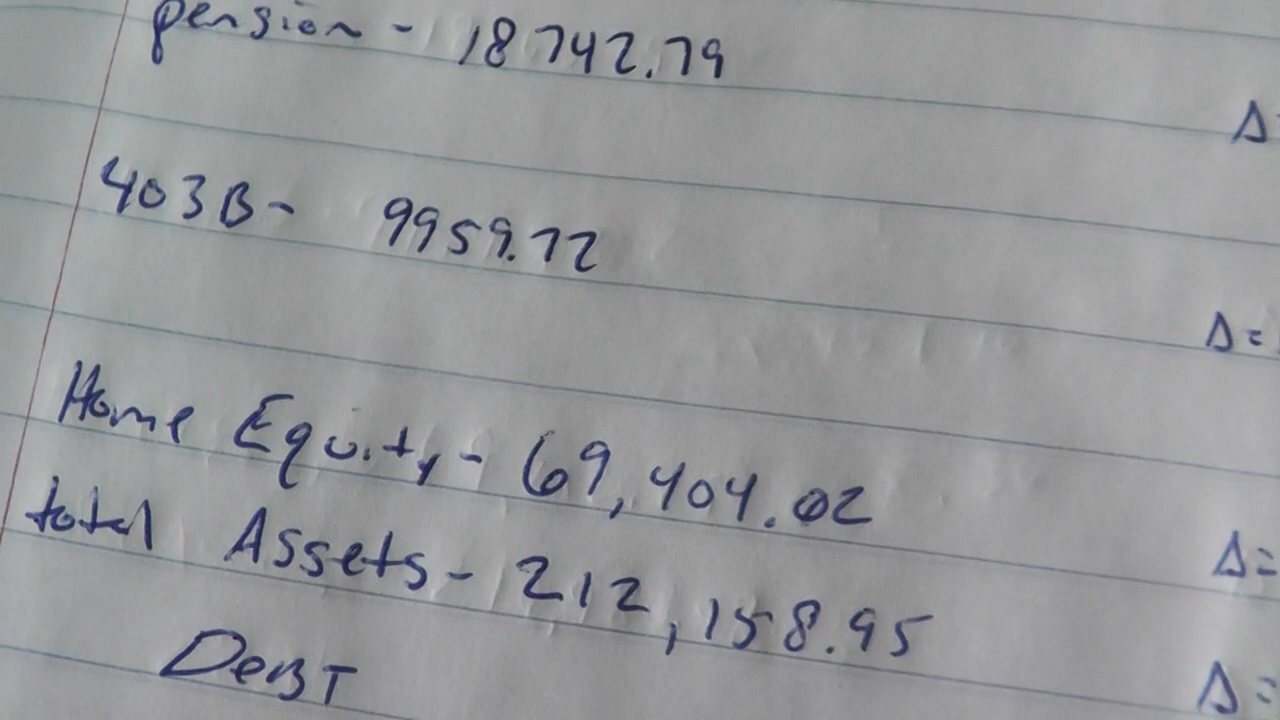 pension - 18742.79
Δ=
403B - 9959.72
Δ=
Home Equity - 69,404.02
Δ=
total Assets - 212,158.95
Δ=
DEBT